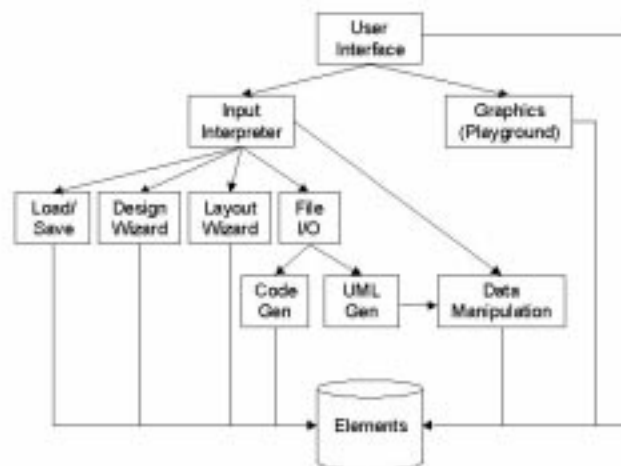 User
Interface
Input
Interpreter
Graphics
(Playground)
Load/
Save
Design
Wizard
Layout
Wizard
File
I/O
Code
Gen
UML
Gen
Data
Manipulation
Elements